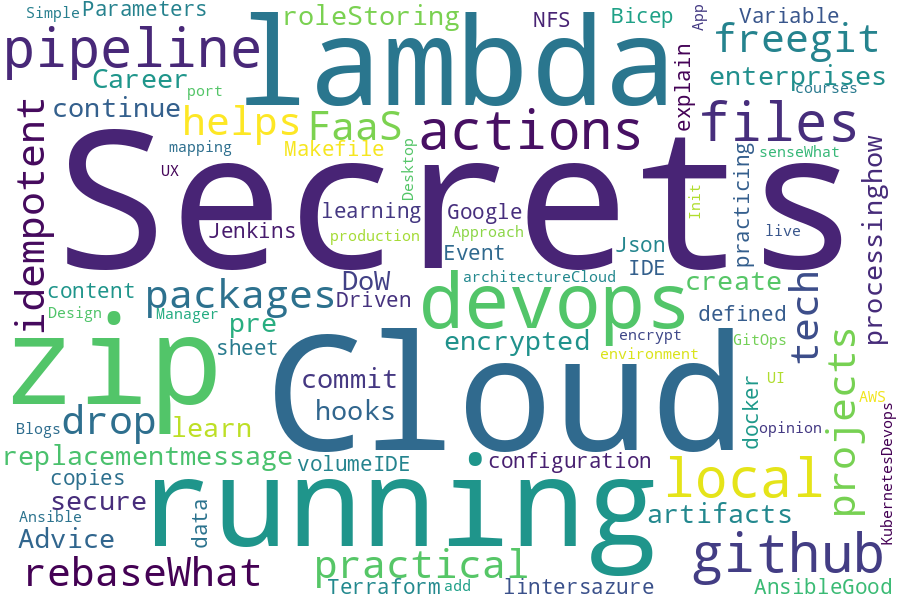 Simple
Parameters
roleStoring
NFS
Bicep
App
Variable
pipeline
lambda
freegit
Career
port
enterprises
courses
continue
helps
FaaS
actions
explain
files
idempotent
mapping
Makefile
Desktop
senseWhat
UX
Secrets
practicing
processinghow
learning
Google
Init
Jenkins
production
Approach
live
Event
Json
IDE
content
packages
DoW
Driven
architectureCloud
devops
create
tech
Design
Manager
pre
defined
sheet
encrypted
encrypt
GitOps
environment
zip
commit
Cloud
UI
projects
hooks
docker
AWS
Blogs
drop
learn
opinion
KubernetesDevops
replacementmessage
volumeIDE
configuration
copies
secure
running
local
data
artifacts
Ansible
Advice
github
rebaseWhat
practical
Terraform
add
lintersazure
AnsibleGood